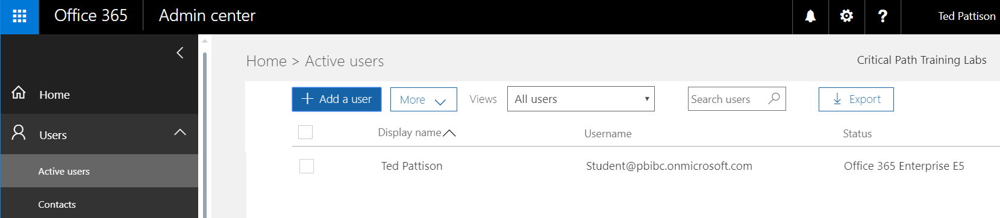 Office 365 Admin center ? Ted Pattison
Home > Active users Critical Path Training Labs
Home
Users
Active users
Contacts
+ Add a user More Views All users Search users Export
Display name Username Status
Ted Pattison Student@pbibc.onmicrosoft.com Office 365 Enterprise E5